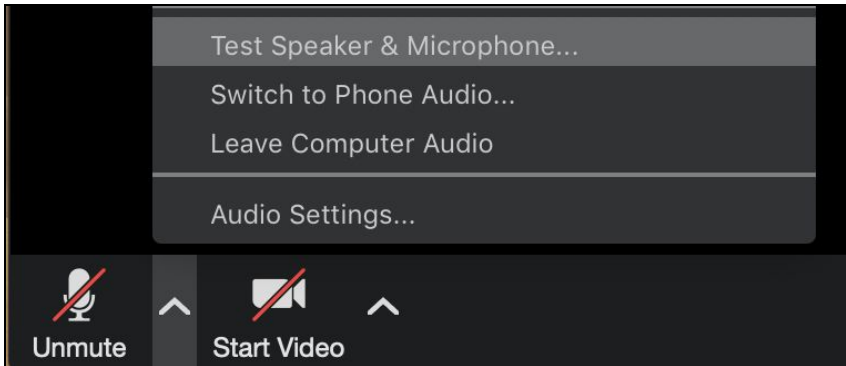 Test Speaker & Microphone...
Switch to Phone Audio...
Leave Computer Audio
Audio Settings...
Unmute
Start Video